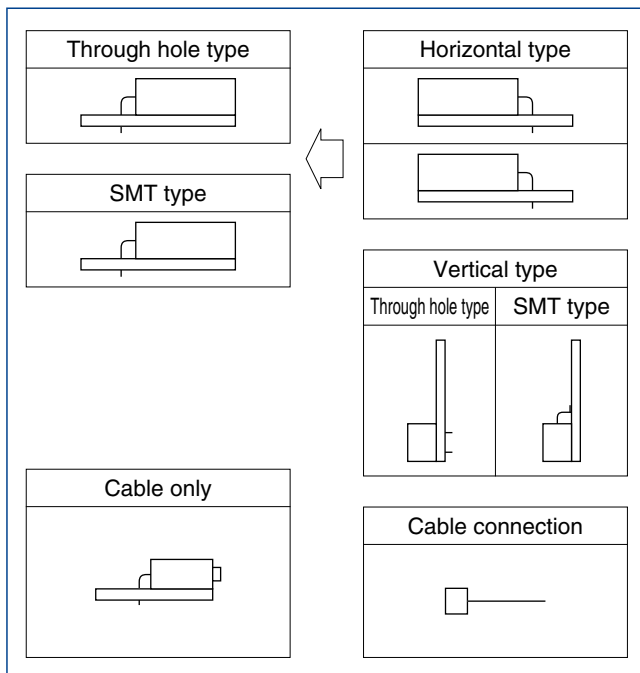 Through hole type
Horizontal type
SMT type
Vertical type
Through hole type
SMT type
Cable only
Cable connection